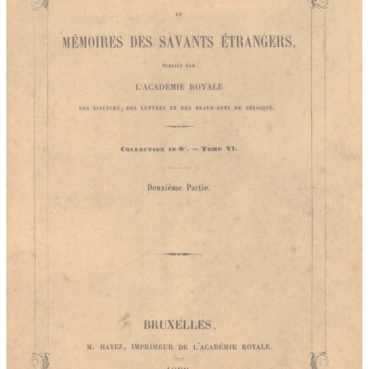 ET
MÉMOIRES DES SAVANTS ÉTRANGERS,
PUBLIÉS PAR
L'ACADÉMIE ROYALE
DES SCIENCES, DES LETTRES ET DES BEAUX-ARTS DE BELGIQUE.
COLLECTION IN-8°. — TOME VI.
Deuxième Partie.
BRUXELLES,
M. HAYEZ, IMPRIMEUR DE L'ACADÉMIE ROYALE.